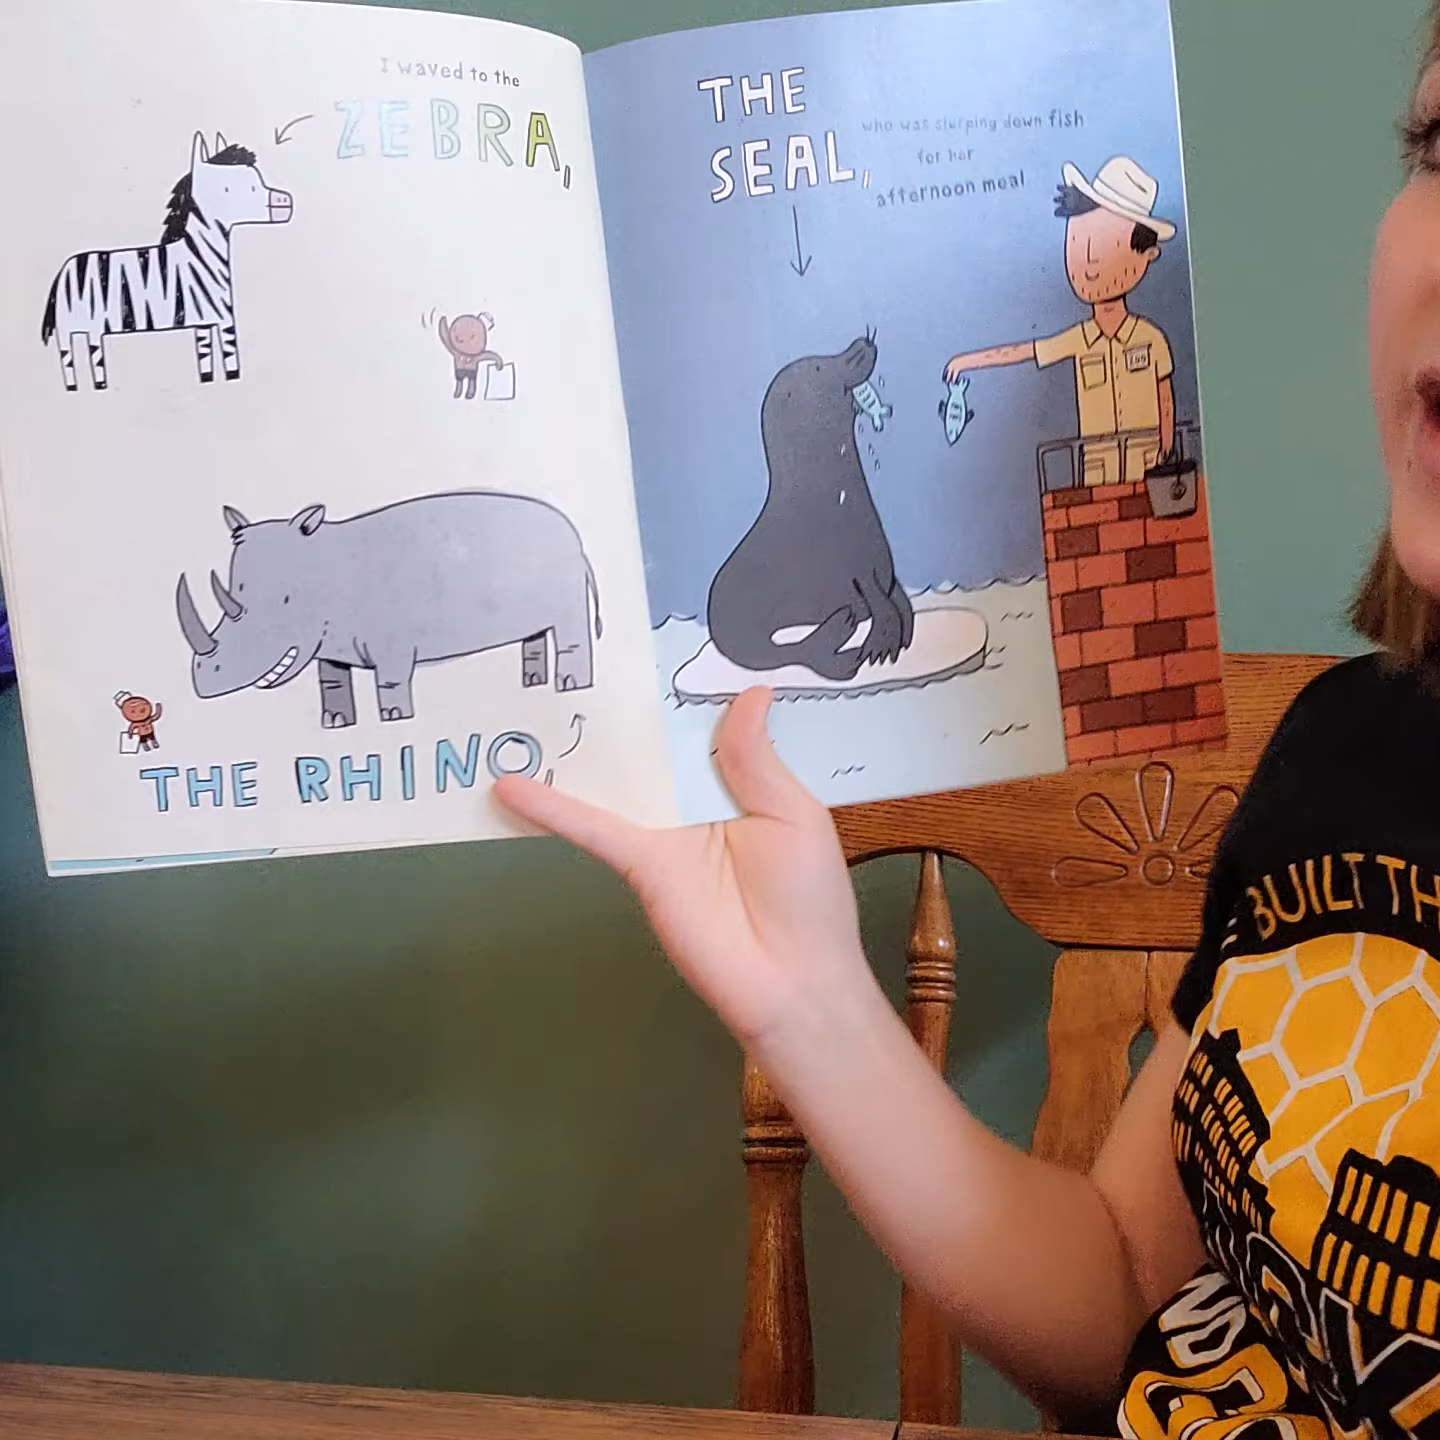 I waved to the
ZEBRA,
THE RHINO,
THE
SEAL,
who was slurping down fish
for her
afternoon meal
ZOO
BUILT TH